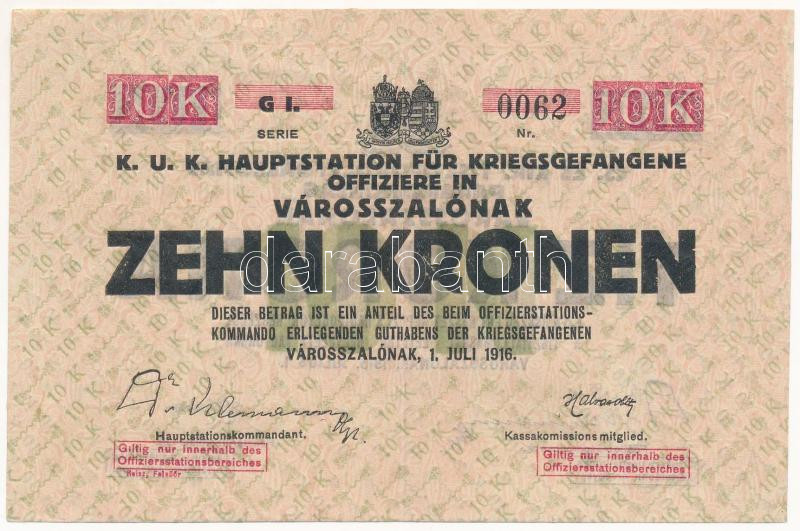 10K G I. 0062 10K
SERIE Nr.
K. U. K. HAUPTSTATION FÜR KRIEGSGEFANGENE
OFFIZIERE IN
VÁROSSZALÓNAK
ZEHN KRONEN
darabanth
DIESER BETRAG IST EIN ANTEIL DES BEIM OFFIZIERSTATIONS-
KOMMANDO ERLIEGENDEN GUTHABENS DER KRIEGSGEFANGENEN
VÁROSSZALÓNAK, 1. JULI 1916.
Hauptstationskommandant. Kassakomissionsmitglied.
Giltig nur innerhalb des
Offiziersstationsbereiches
Giltig nur innerhalb des
Offiziersstationsbereiches